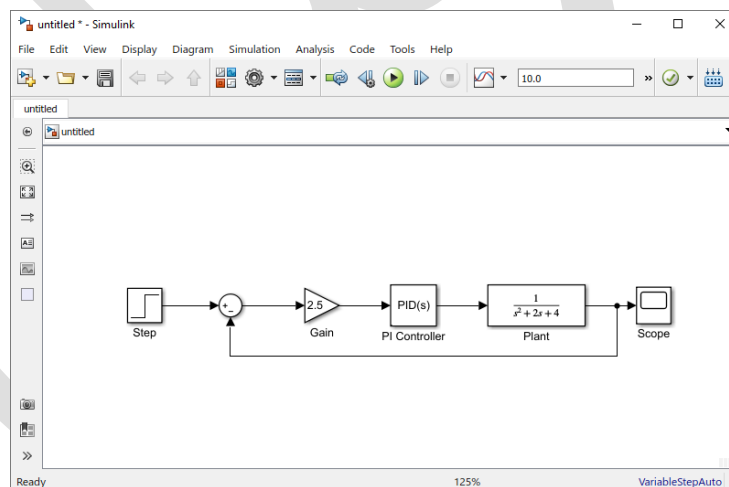 untitled * - Simulink
File Edit View Display Diagram Simulation Analysis Code Tools Help
10.0 »
untitled
untitled
+
−
2.5
PID(s)
1
s² + 2s + 4
Step
Gain
PI Controller
Plant
Scope
»
Ready 125% VariableStepAuto